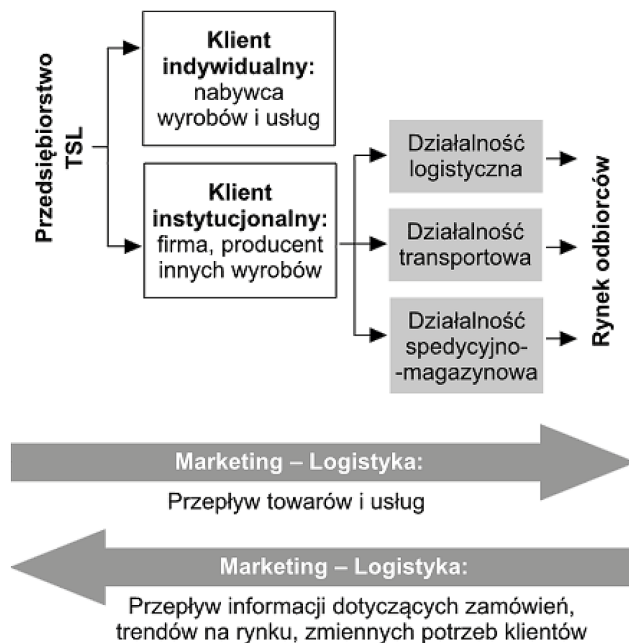 Przedsiębiorstwo
TSL
Klient
indywidualny:
nabywca
wyrobów i usług
Klient
instytucjonalny:
firma, producent
innych wyrobów
Działalność
logistyczna
Działalność
transportowa
Działalność
spedycyjno-
-magazynowa
Rynek odbiorców
Marketing – Logistyka:
Przepływ towarów i usług
Marketing – Logistyka:
Przepływ informacji dotyczących zamówień,
trendów na rynku, zmiennych potrzeb klientów